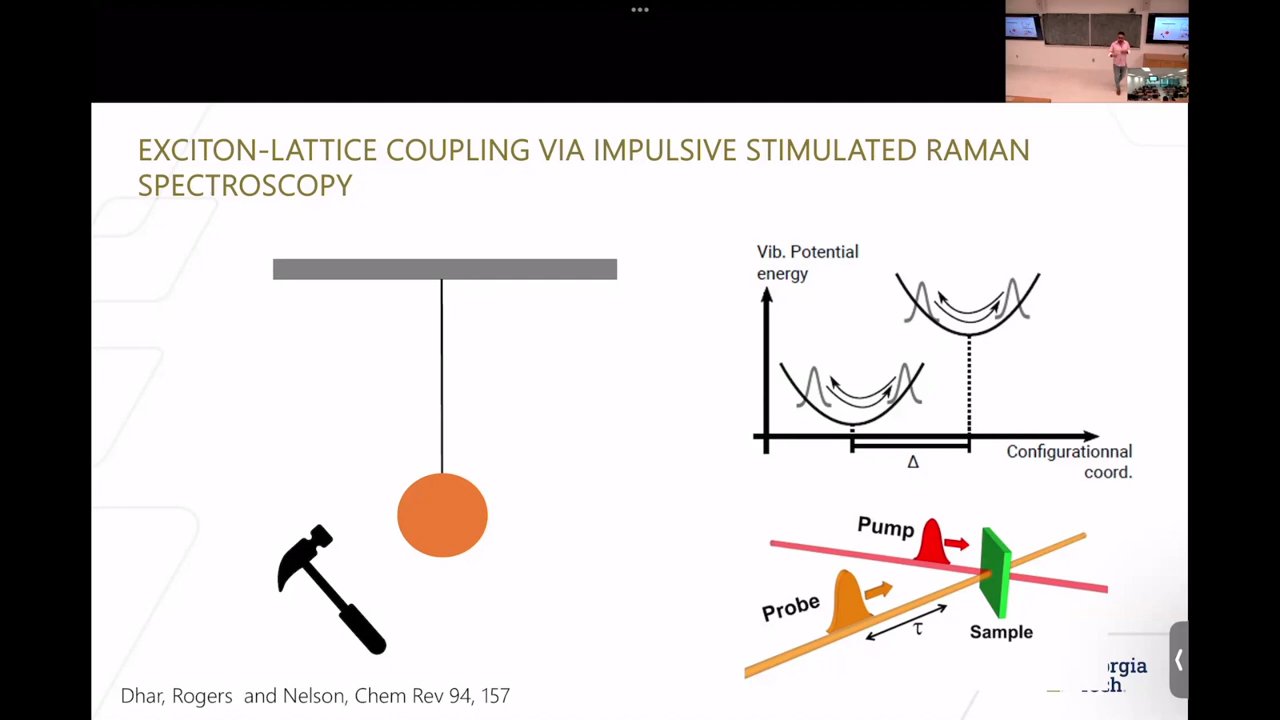 EXCITON-LATTICE COUPLING VIA IMPULSIVE STIMULATED RAMAN
SPECTROSCOPY
Vib. Potential
energy
Configurationnal
coord.
Δ
Pump
Probe
τ
Sample
Dhar, Rogers and Nelson, Chem Rev 94, 157
orgia